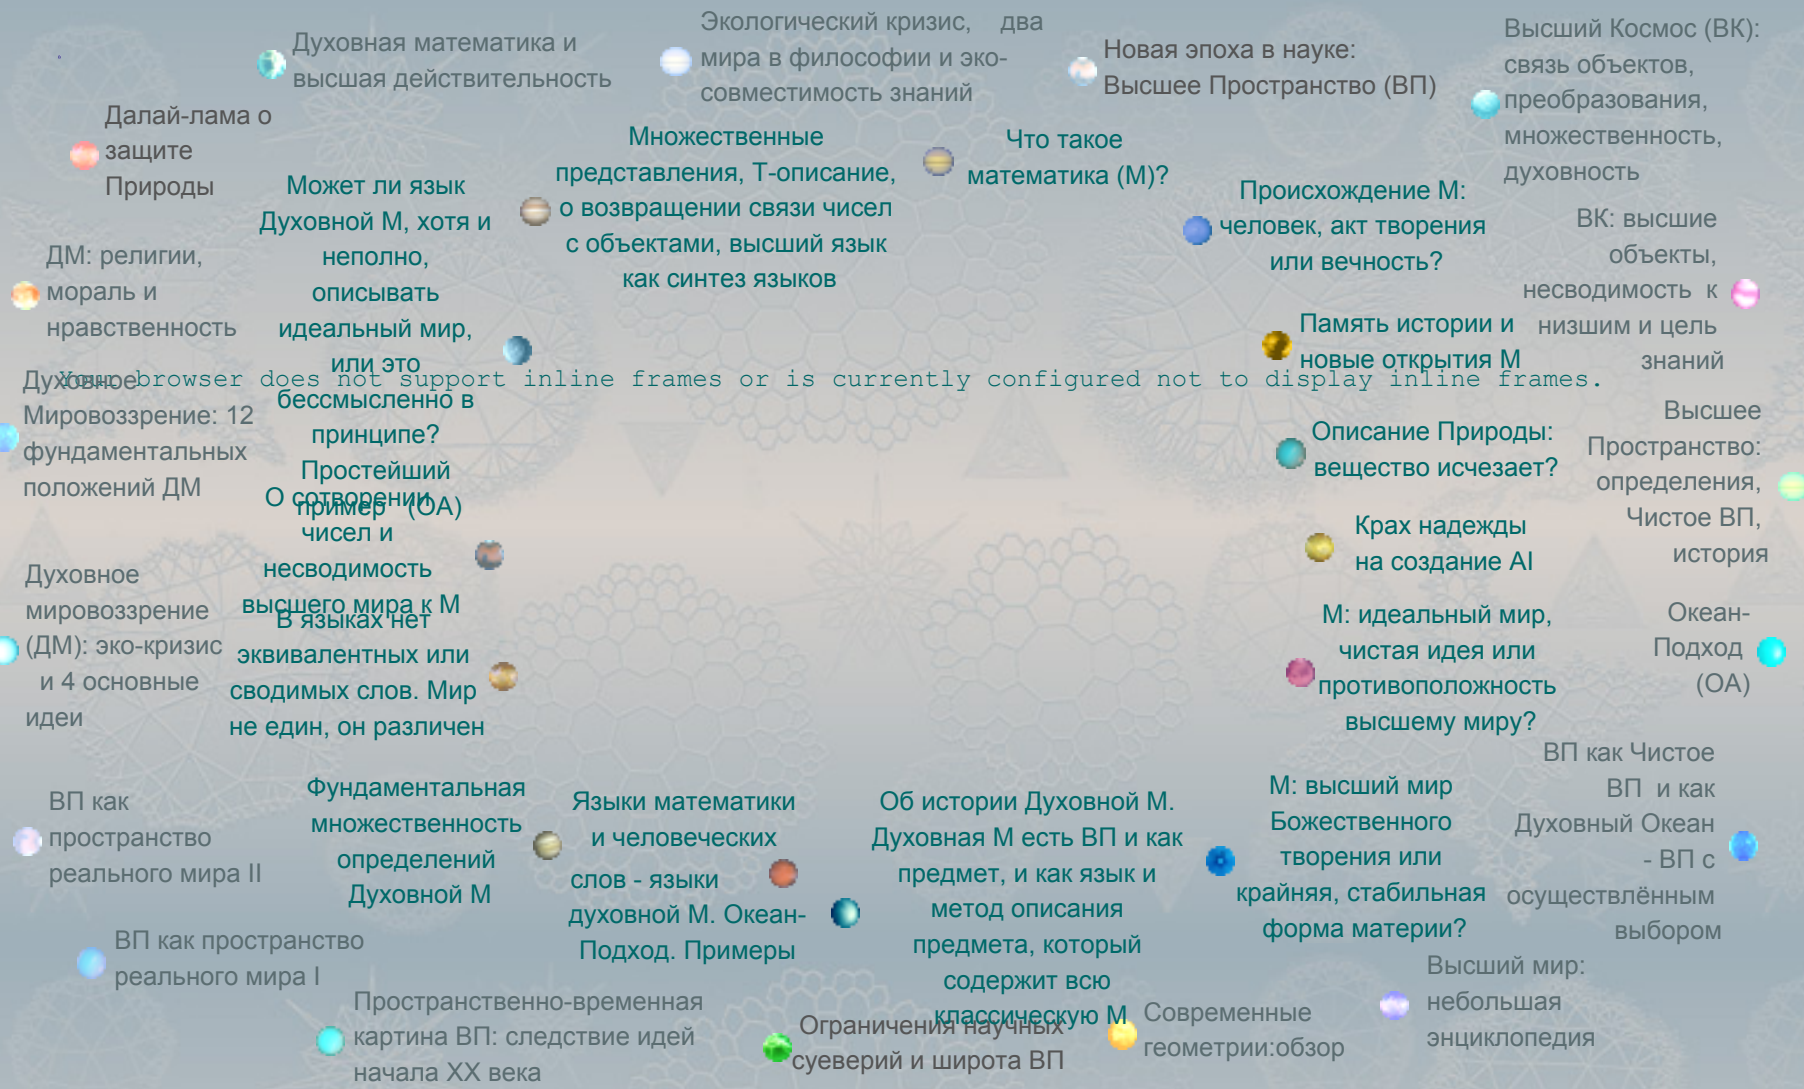 Духовная математика и
высшая действительность
Экологический кризис, два
мира в философии и эко-
совместимость знаний
Новая эпоха в науке:
Высшее Пространство (ВП)
Высший Космос (ВК):
связь объектов,
преобразования,
множественность,
духовность
Далай-лама о
защите
Природы
Может ли язык
Духовной М, хотя и
неполно,
описывать
идеальный мир,
или это
бессмысленно в
принципе?
Простейший
пример (ОА)
Множественные
представления, Т-описание,
о возвращении связи чисел
с объектами, высший язык
как синтез языков
Что такое
математика (М)?
Происхождение М:
человек, акт творения
или вечность?
ВК: высшие
объекты,
несводимость к
низшим и цель
знаний
ДМ: религии,
мораль и
нравственность
Память истории и
новые открытия М
Your browser does not support inline frames or is currently configured not to display inline frames.
Духовное
Мировоззрение: 12
фундаментальных
положений ДМ
Описание Природы:
вещество исчезает?
Высшее
Пространство:
определения,
Чистое ВП,
история
О сотворении
чисел и
несводимость
высшего мира к М
Крах надежды
на создание AI
Духовное
мировоззрение
(ДМ): эко-кризис
и 4 основные
идеи
В языках нет
эквивалентных или
сводимых слов. Мир
не един, он различен
М: идеальный мир,
чистая идея или
противоположность
высшему миру?
Океан-
Подход
(ОА)
ВП как
пространство
реального мира II
Фундаментальная
множественность
определений
Духовной М
Языки математики
и человеческих
слов - языки
духовной М. Океан-
Подход. Примеры
Об истории Духовной М.
Духовная М есть ВП и как
предмет, и как язык и
метод описания
предмета, который
содержит всю
классическую М
М: высший мир
Божественного
творения или
крайняя, стабильная
форма материи?
ВП как Чистое
ВП и как
Духовный Океан
- ВП с
осуществлённым
выбором
ВП как пространство
реального мира I
Пространственно-временная
картина ВП: следствие идей
начала XX века
Ограничения научных
суеверий и широта ВП
Современные
геометрии:обзор
Высший мир:
небольшая
энциклопедия